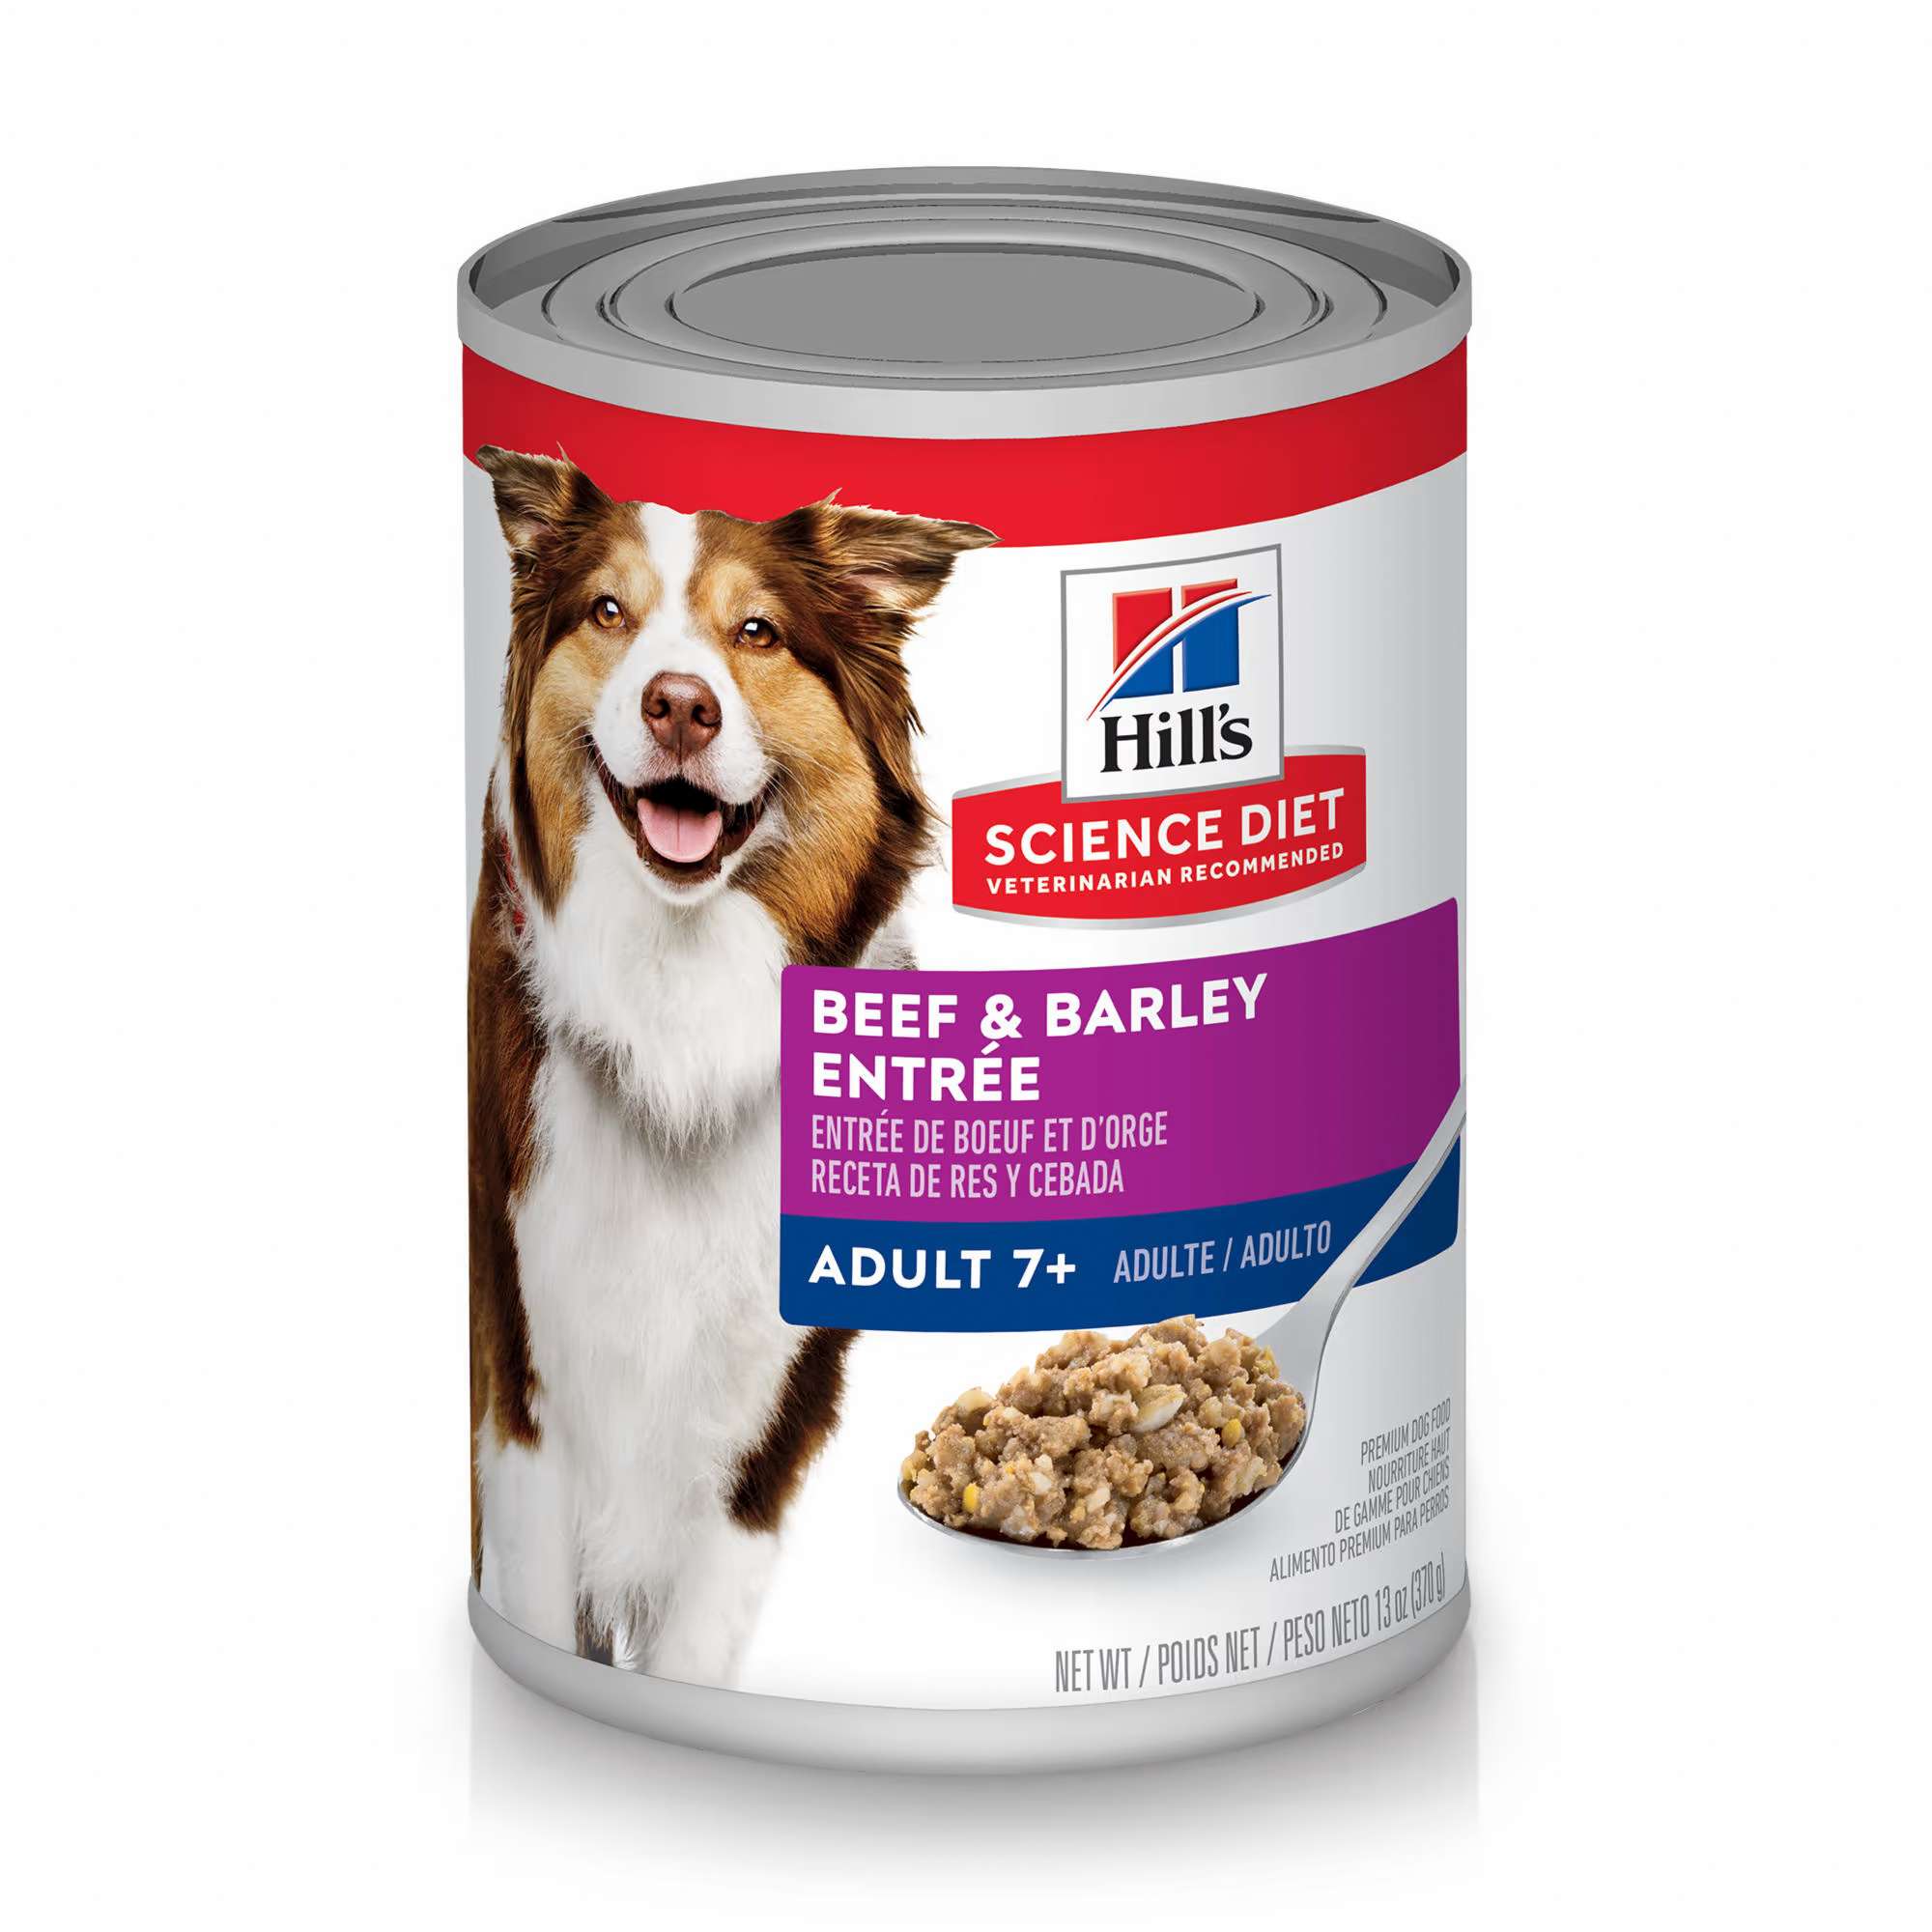 Hill's
SCIENCE DIET
VETERINARIAN RECOMMENDED
BEEF & BARLEY
ENTRÉE
ENTRÉE DE BOEUF ET D'ORGE
RECETA DE RES Y CEBADA
ADULT 7+ ADULTE / ADULTO
PREMIUM DOG FOOD
NOURRITURE HAUT
DE GAMME POUR CHIENS
ALIMENTO PREMIUM PARA PERROS
NET WT / POIDS NET / PESO NETO 13 oz (370 g)